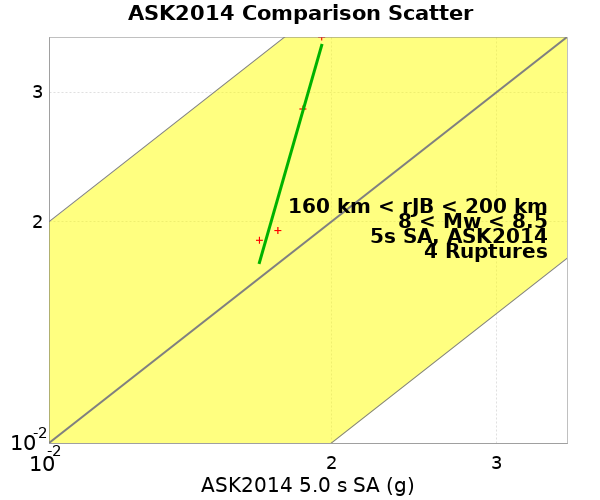 ASK2014 Comparison Scatter
3
2
160 km < rJB < 200 km
8 < Mw < 8.5
5s SA, ASK2014
4 Ruptures
10-2
10-2
2
3
ASK2014 5.0 s SA (g)